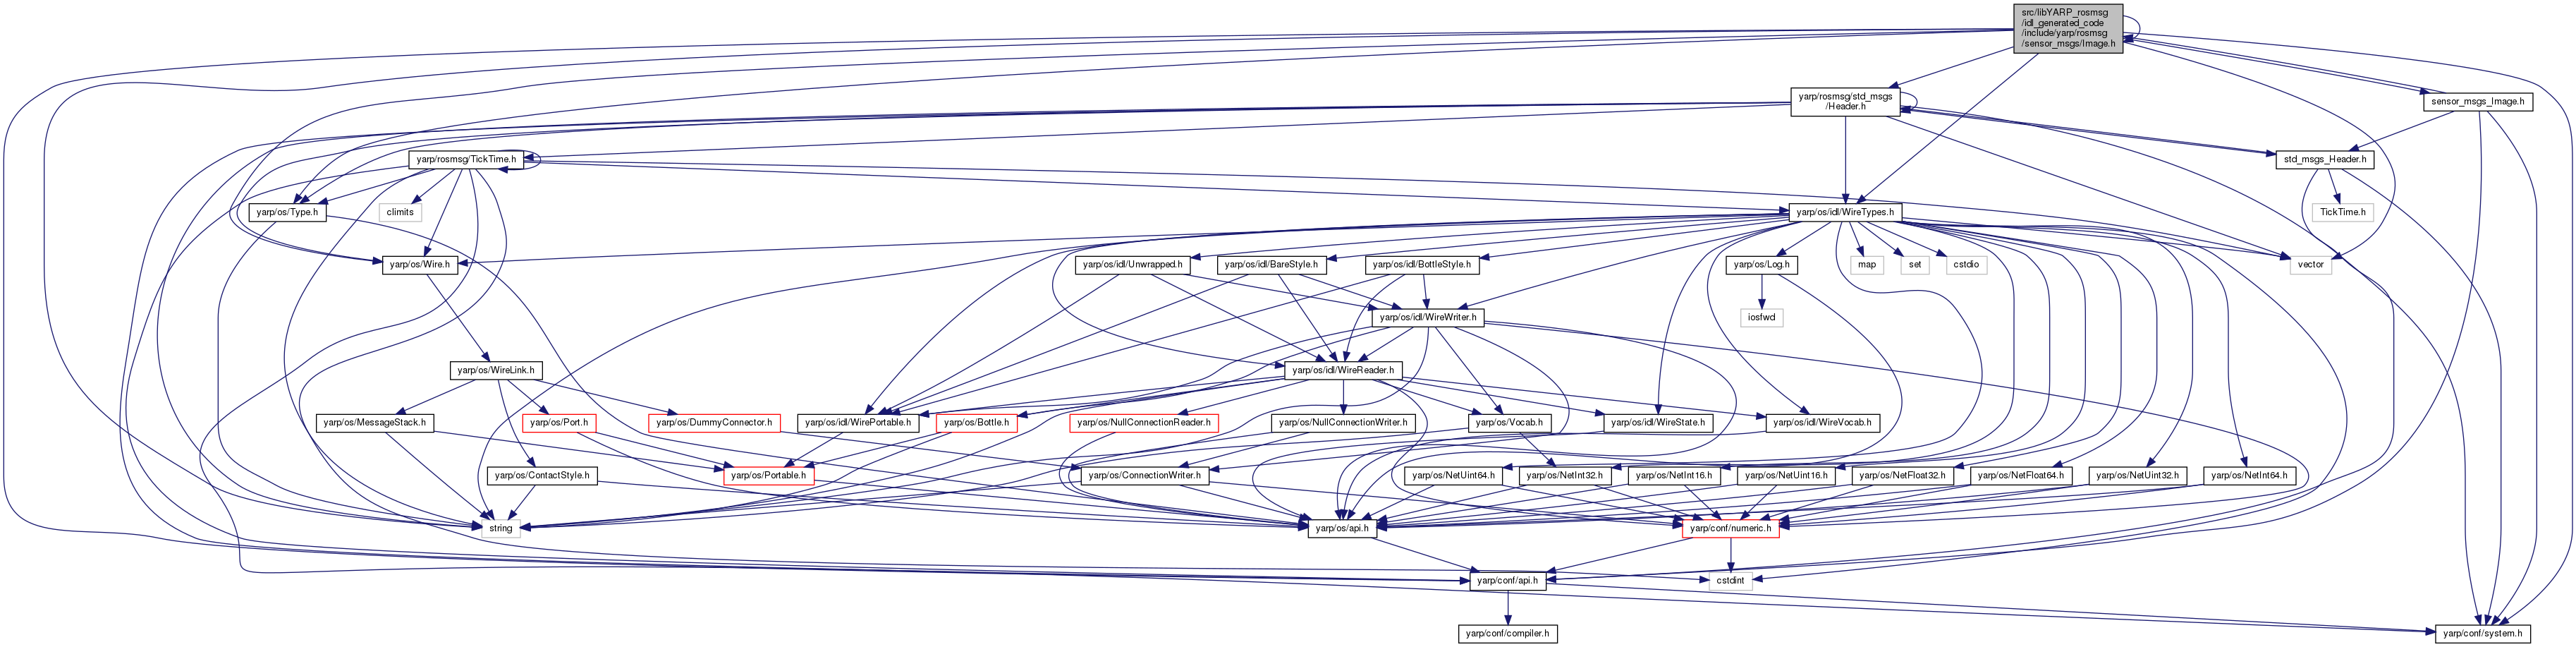 src/libYARP_rosmsg
/idl_generated_code
/include/yarp/rosmsg
/sensor_msgs/Image.h
yarp/rosmsg/std_msgs
/Header.h
sensor_msgs_Image.h
yarp/rosmsg/TickTime.h
std_msgs_Header.h
yarp/os/Type.h
climits
yarp/os/idl/WireTypes.h
TickTime.h
yarp/os/Wire.h
yarp/os/idl/Unwrapped.h
yarp/os/idl/BareStyle.h
yarp/os/idl/BottleStyle.h
yarp/os/Log.h
map
set
cstdio
vector
yarp/os/idl/WireWriter.h
iosfwd
yarp/os/WireLink.h
yarp/os/idl/WireReader.h
yarp/os/MessageStack.h
yarp/os/Port.h
yarp/os/DummyConnector.h
yarp/os/idl/WirePortable.h
yarp/os/Bottle.h
yarp/os/NullConnectionReader.h
yarp/os/NullConnectionWriter.h
yarp/os/Vocab.h
yarp/os/idl/WireState.h
yarp/os/idl/WireVocab.h
yarp/os/ContactStyle.h
yarp/os/Portable.h
yarp/os/ConnectionWriter.h
yarp/os/NetUint64.h
yarp/os/NetInt32.h
yarp/os/NetInt16.h
yarp/os/NetUint16.h
yarp/os/NetFloat32.h
yarp/os/NetFloat64.h
yarp/os/NetUint32.h
yarp/os/NetInt64.h
string
yarp/os/api.h
yarp/conf/numeric.h
yarp/conf/api.h
cstdint
yarp/conf/compiler.h
yarp/conf/system.h